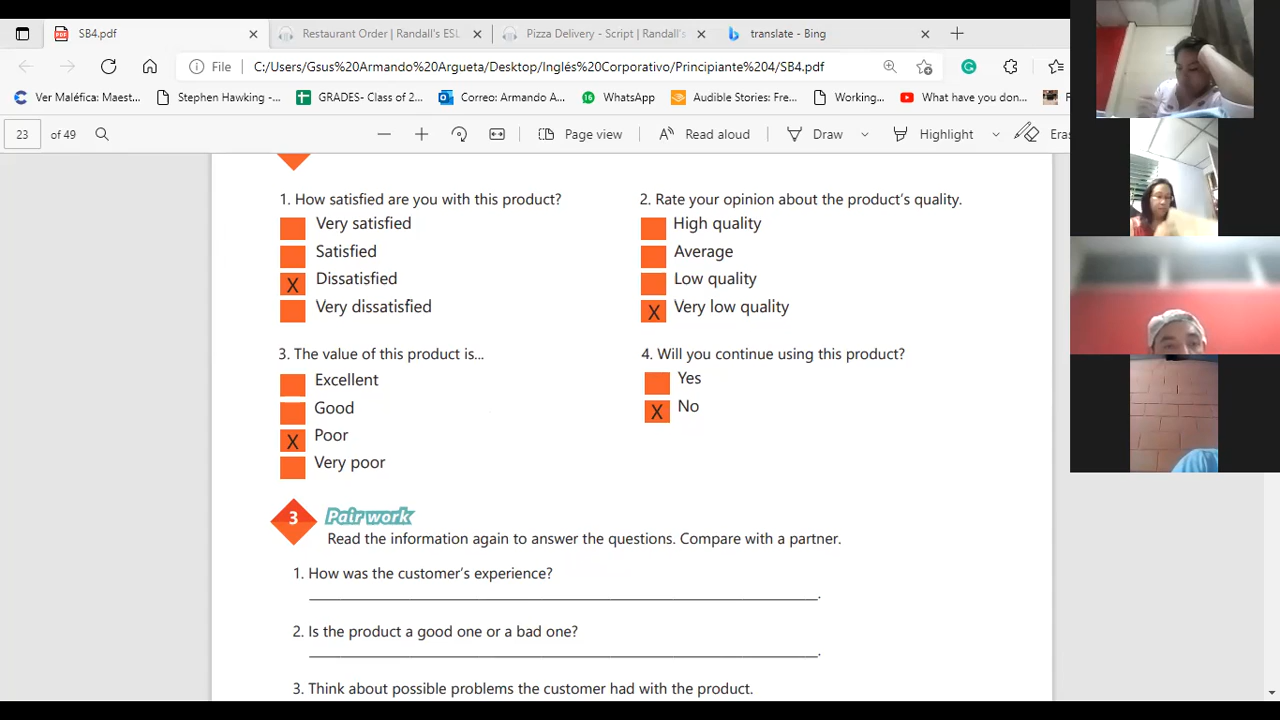 SB4.pdf
Restaurant Order | Randall's ESL
Pizza Delivery - Script | Randall's
translate - Bing
File
C:/Users/Gsus%20Armando%20Argueta/Desktop/Inglés%20Corporativo/Principiante%204/SB4.pdf
Ver Maléfica: Maest...
Stephen Hawking -...
GRADES- Class of 2...
Correo: Armando A...
WhatsApp
Audible Stories: Fre...
Working...
What have you don...
23 of 49
Page view
Read aloud
Draw
Highlight
1. How satisfied are you with this product?
Very satisfied
Satisfied
X Dissatisfied
Very dissatisfied
2. Rate your opinion about the product's quality.
High quality
Average
Low quality
X Very low quality
3. The value of this product is...
Excellent
Good
X Poor
Very poor
4. Will you continue using this product?
Yes
X No
3 Pair work
Read the information again to answer the questions. Compare with a partner.
1. How was the customer's experience?
2. Is the product a good one or a bad one?
3. Think about possible problems the customer had with the product.